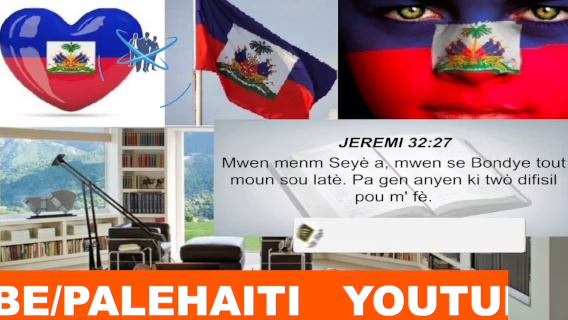 JEREMI 32:27
Mwen menm Seyè a, mwen se Bondye tout
moun sou latè. Pa gen anyen ki twò difisil
pou m' fè.
BE/PALEHAITI YOUTU